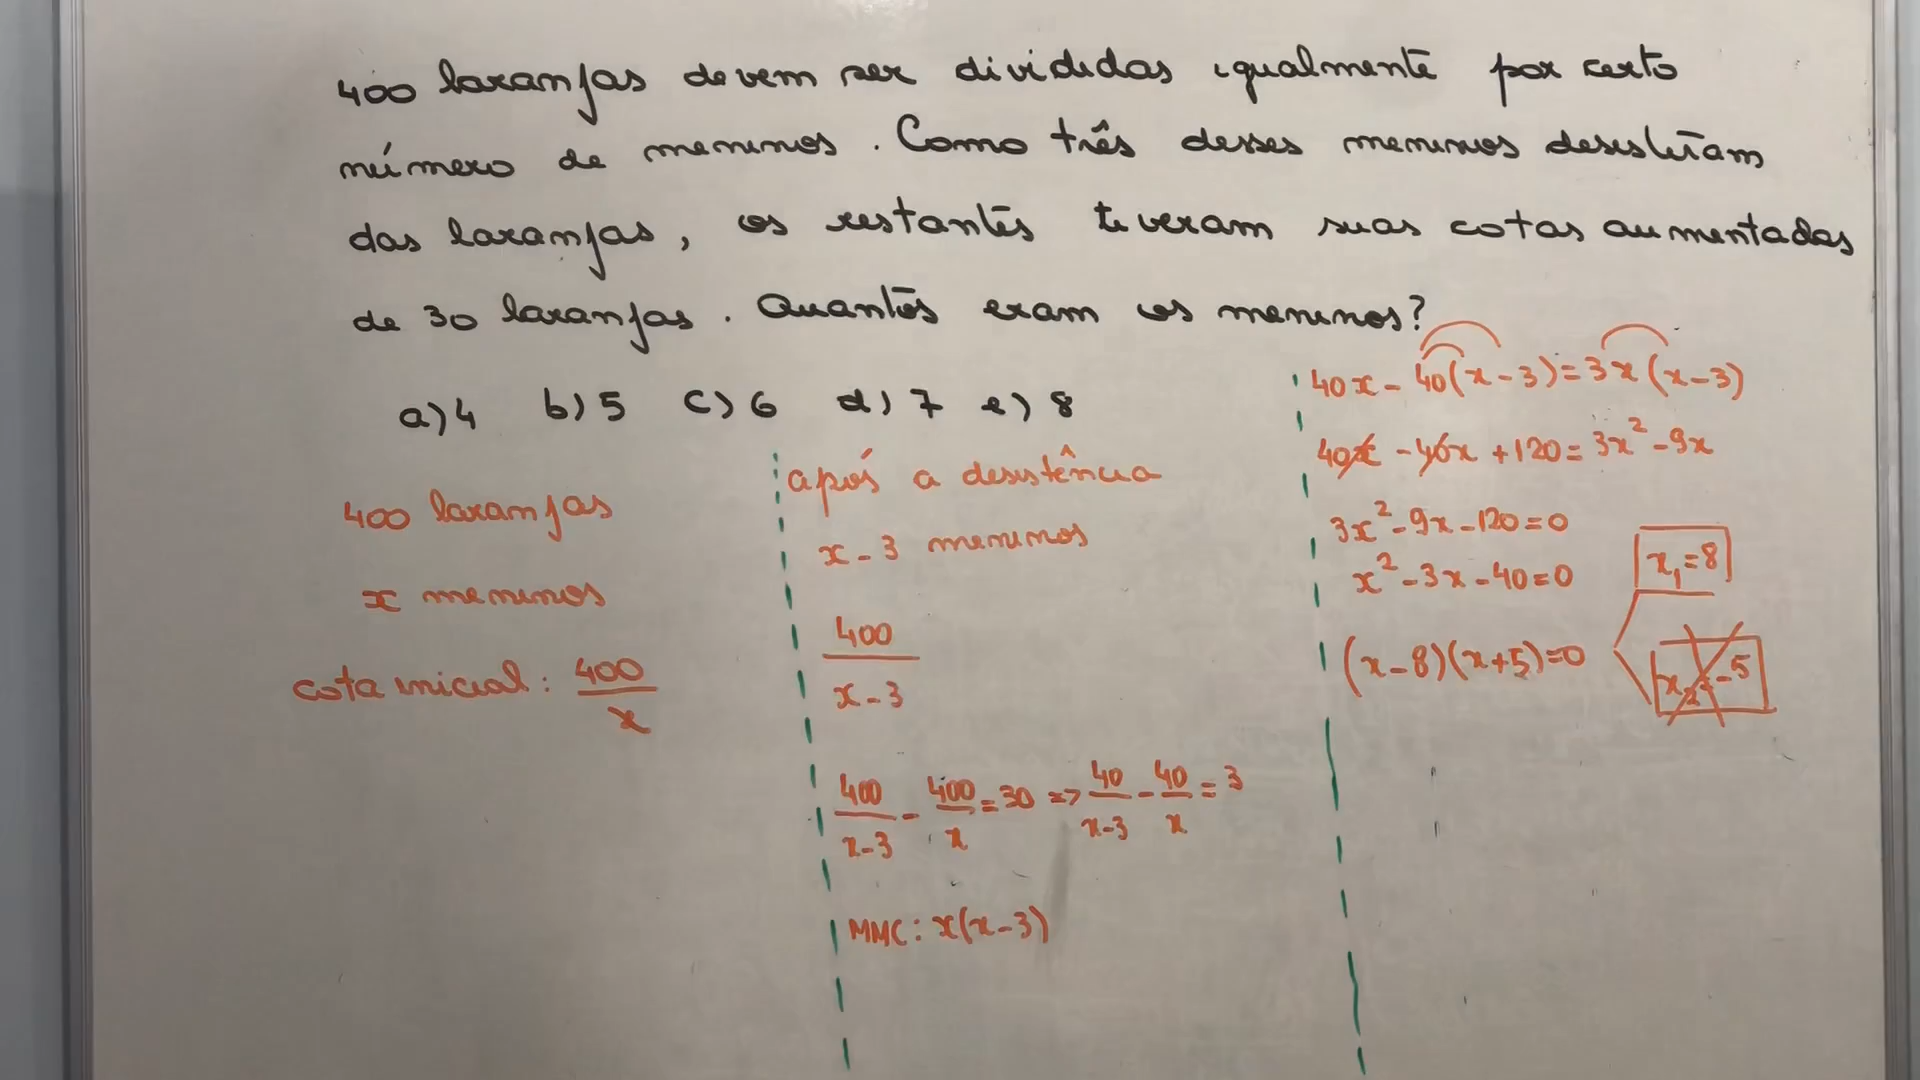 400 laranjas devem ser divididas igualmente por certo
número de meninos. Como três desses meninos desistiram
das laranjas, os restantes tiveram suas cotas aumentadas
de 30 laranjas. Quantos eram os meninos?
a) 4 b) 5 c) 6 d) 7 e) 8
400 laranjas
x meninos
cota inicial: 400/x
após a desistência
x - 3 meninos
400/(x - 3)
400/(x-3) - 400/x = 30 => 40/(x-3) - 40/x = 3
MMC: x(x-3)
40x - 40(x-3) = 3x(x-3)
40x - 40x + 120 = 3x² - 9x
3x² - 9x - 120 = 0
x² - 3x - 40 = 0
(x-8)(x+5) = 0
x₁ = 8
x₂ = -5